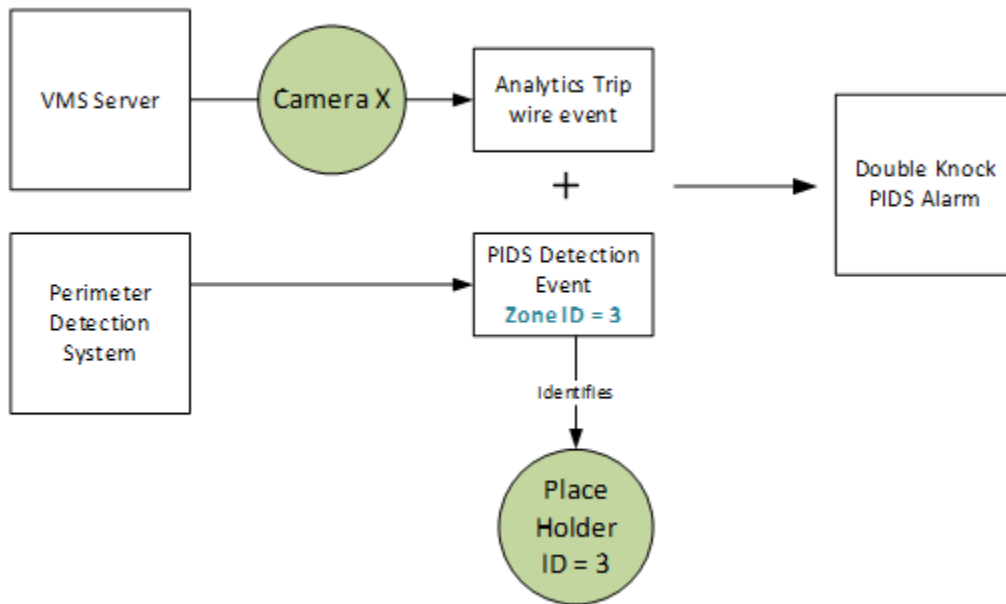 VMS Server
Camera X
Analytics Trip
wire event
+
Double Knock
PIDS Alarm
Perimeter
Detection
System
PIDS Detection
Event
Zone ID = 3
Identifies
Place
Holder
ID = 3